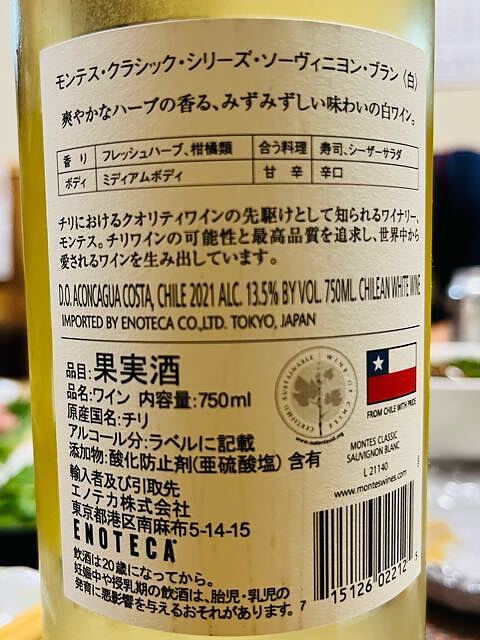 モンテス・クラシック・シリーズ・ソーヴィニヨン・ブラン〈白〉
爽やかなハーブの香る、みずみずしい味わいの白ワイン。
香り フレッシュハーブ、柑橘類 合う料理 寿司、シーザーサラダ
ボディ ミディアムボディ 甘辛 辛口
チリにおけるクオリティワインの先駆けとして知られるワイナリー、
モンテス。チリワインの可能性と最高品質を追求し、世界中から
愛されるワインを生み出しています。
D.O. ACONCAGUA COSTA, CHILE 2021 ALC. 13.5% BY VOL. 750ML. CHILEAN WHITE WINE
IMPORTED BY ENOTECA CO.,LTD. TOKYO, JAPAN
品目:果実酒
品名:ワイン 内容量:750ml
原産国名:チリ
アルコール分:ラベルに記載
添加物:酸化防止剤(亜硫酸塩)含有
輸入者及び引取先
エノテカ株式会社
東京都港区南麻布5-14-15
ENOTECA
飲酒は20歳になってから。
妊娠中や授乳期の飲酒は、胎児・乳児の
発育に悪影響を与えるおそれがあります。
CERTIFIED SUSTAINABLE WINE OF CHILE
FROM CHILE WITH PRIDE
MONTES CLASSIC
SAUVIGNON BLANC
L 21140
www.monteswines.com
7 15126 02212 5